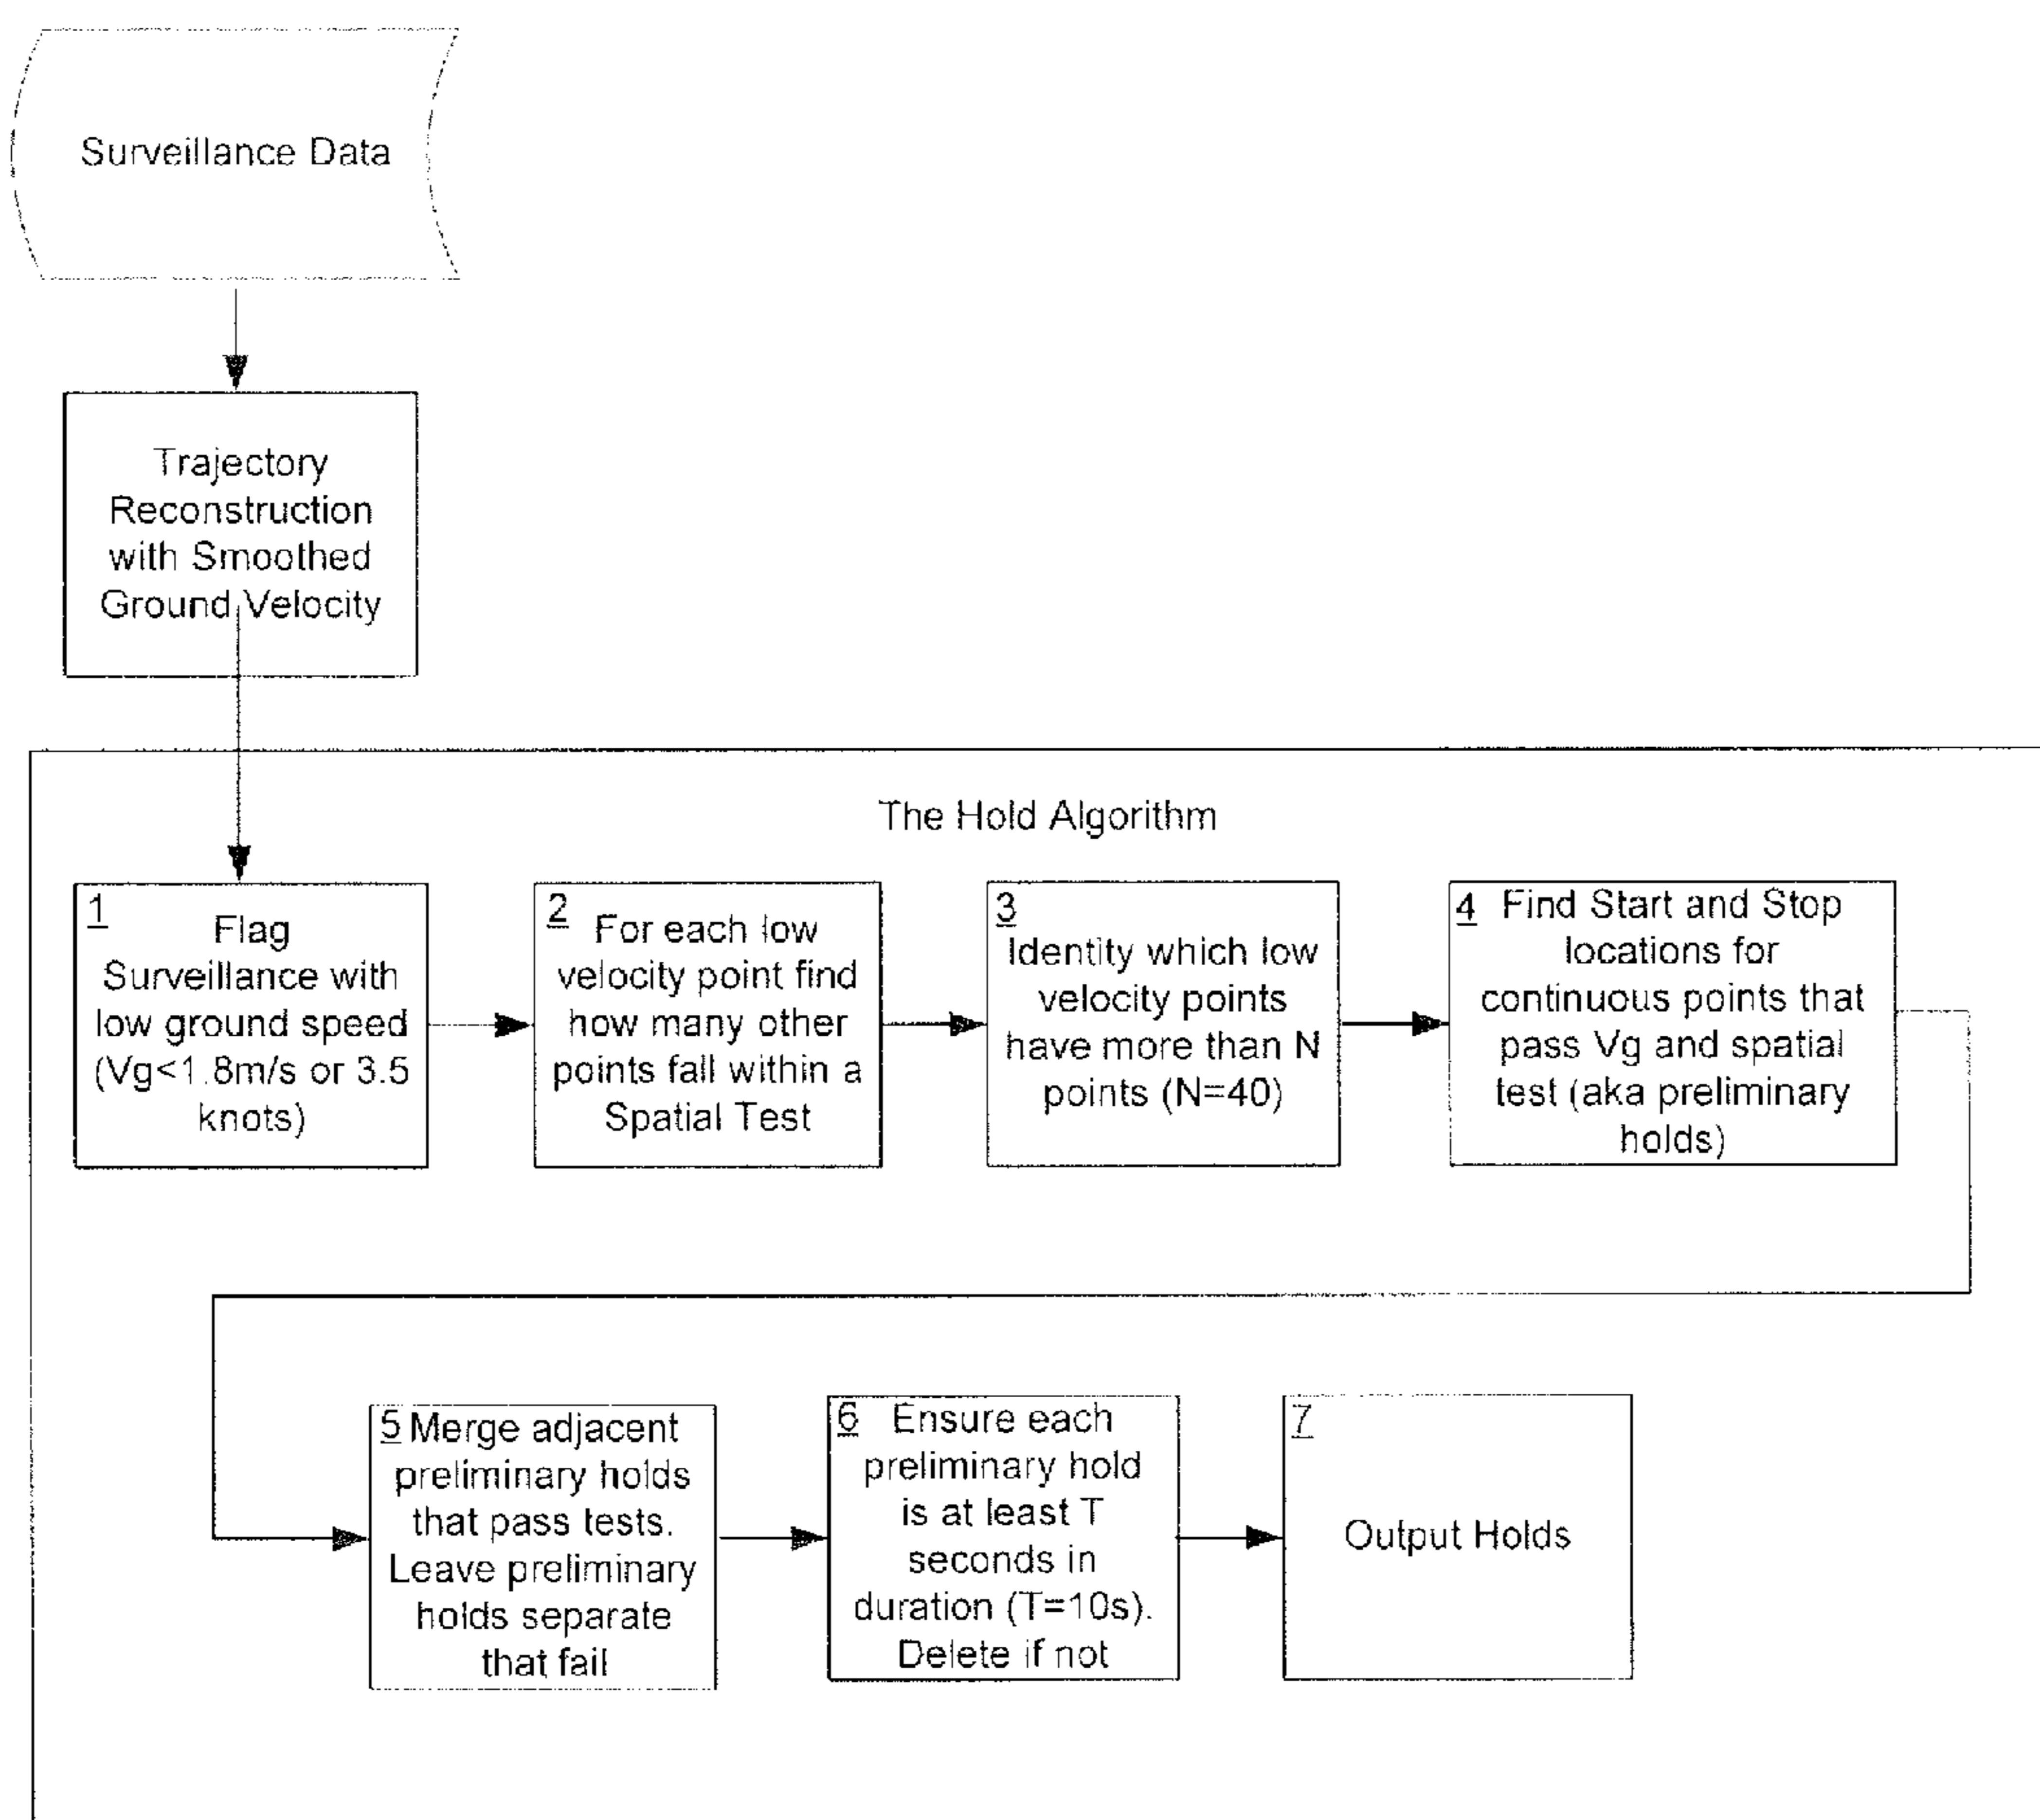 Surveillance Data
Trajectory
Reconstruction
with Smoothed
Ground Velocity
The Hold Algorithm
1
Flag
Surveillance with
low ground speed
(Vg<1.8m/s or 3.5
knots)
2
For each low
velocity point find
how many other
points fall within a
Spatial Test
3
Identity which low
velocity points
have more than N
points (N=40)
4 Find Start and Stop
locations for
continuous points that
pass Vg and spatial
test (aka preliminary
holds)
5 Merge adjacent
preliminary holds
that pass tests.
Leave preliminary
holds separate
that fail
6 Ensure each
preliminary hold
is at least T
seconds in
duration (T=10s).
Delete if not
7
Output Holds